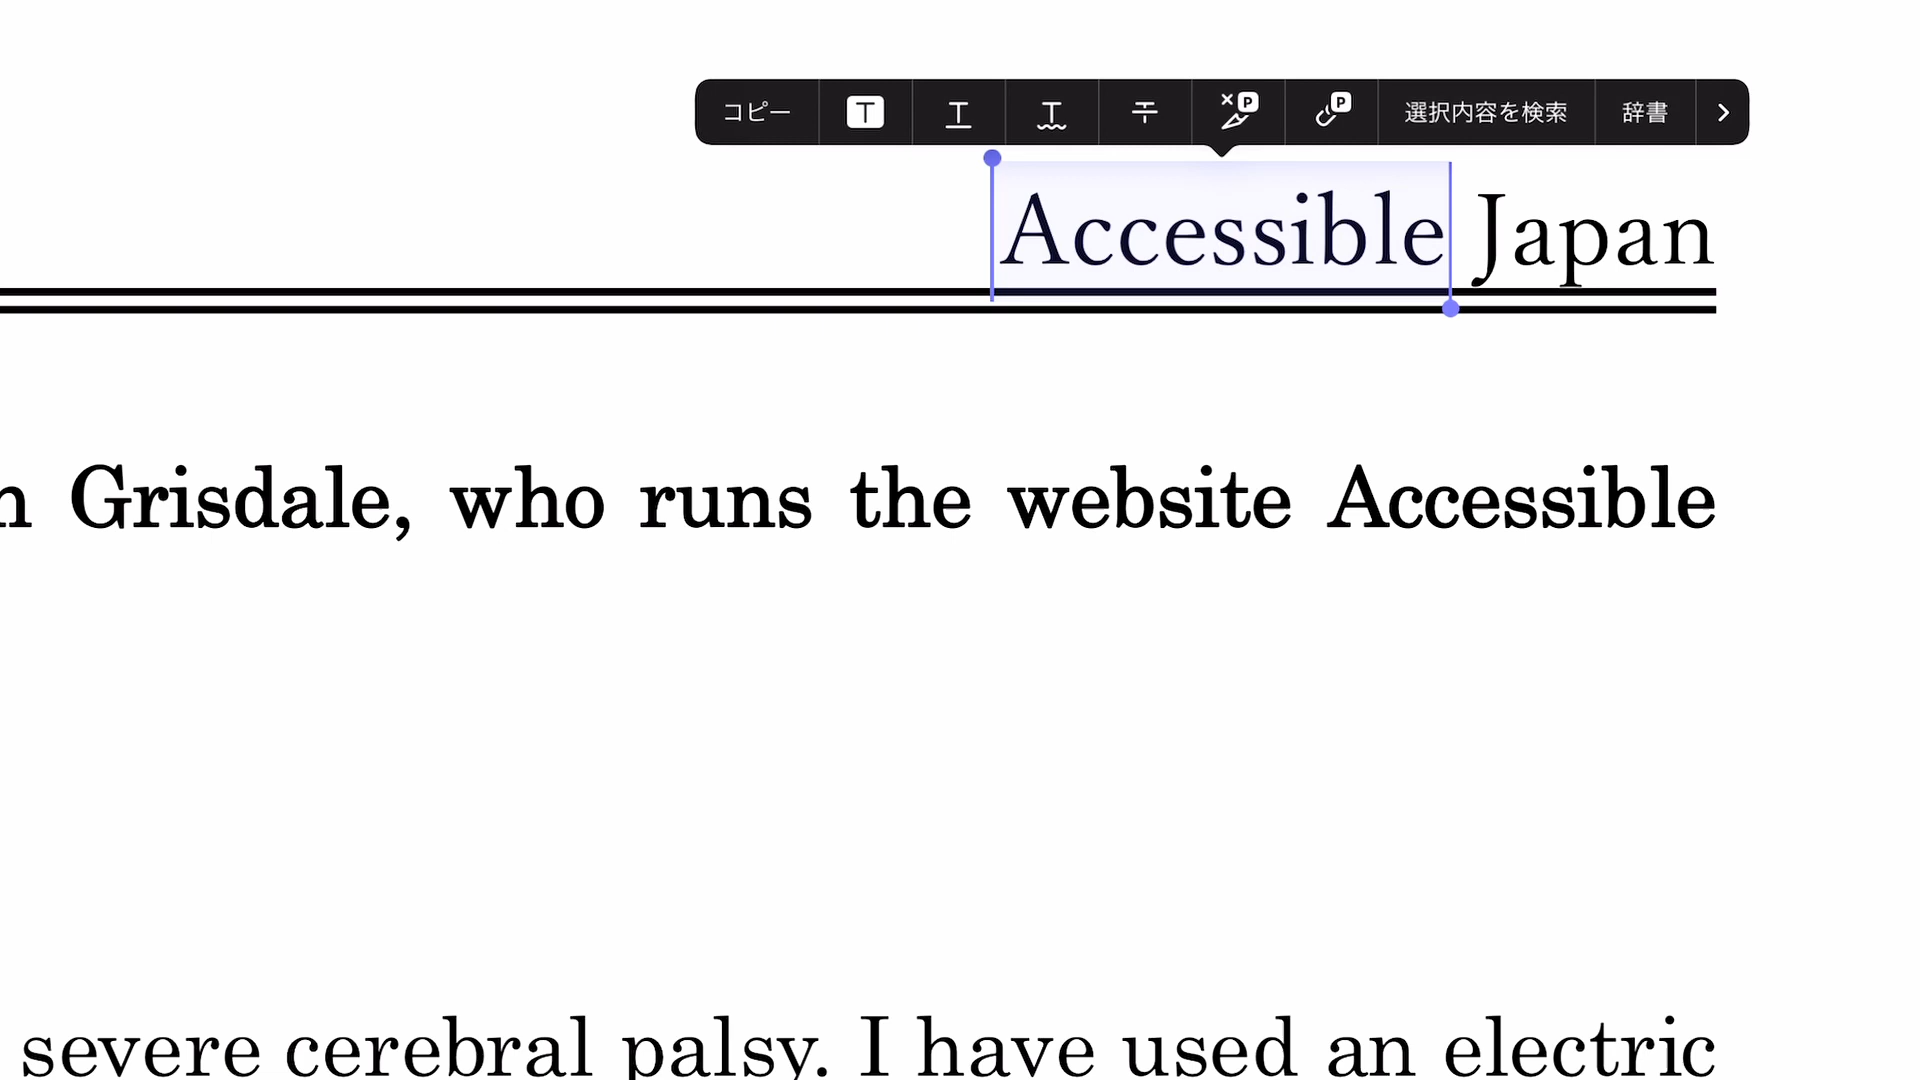 コピー T T T T P P 選択内容を検索 辞書
Accessible Japan
n Grisdale, who runs the website Accessible
severe cerebral palsy. I have used an electric